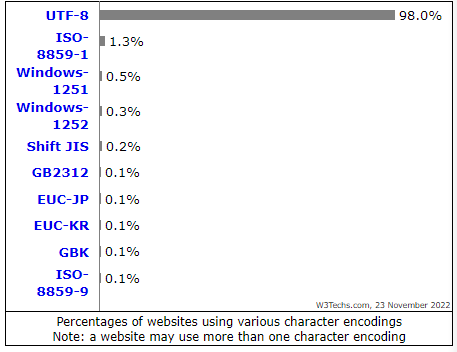 UTF-8 98.0%
ISO-
8859-1 1.3%
Windows-
1251 0.5%
Windows-
1252 0.3%
Shift JIS 0.2%
GB2312 0.1%
EUC-JP 0.1%
EUC-KR 0.1%
GBK 0.1%
ISO-
8859-9 0.1%
W3Techs.com, 23 November 2022
Percentages of websites using various character encodings
Note: a website may use more than one character encoding